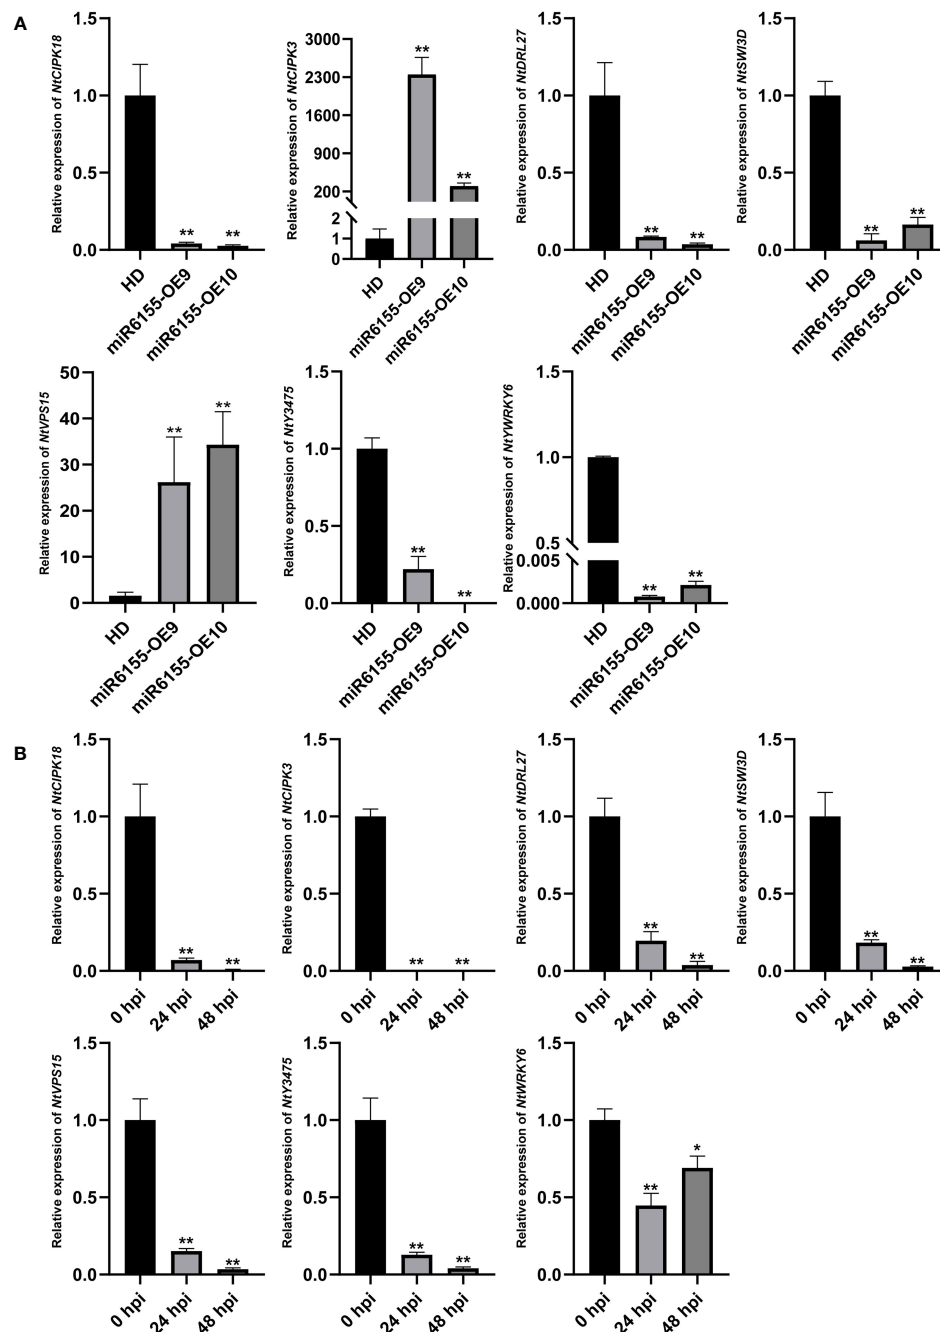 A
Relative expression of NtCIPK18
1.5
1.0
0.5
0.0
**
**
HD
miR6155-OE9
miR6155-OE10
Relative expression of NtCIPK3
3000
2300
1600
900
200
2
1
0
**
**
HD
miR6155-OE9
miR6155-OE10
Relative expression of NtDRL27
1.5
1.0
0.5
0.0
**
**
HD
miR6155-OE9
miR6155-OE10
Relative expression of NtSWI3D
1.5
1.0
0.5
0.0
**
**
HD
miR6155-OE9
miR6155-OE10
Relative expression of NtVPS15
50
40
30
20
10
0
**
**
HD
miR6155-OE9
miR6155-OE10
Relative expression of NtY3475
1.5
1.0
0.5
0.0
**
**
HD
miR6155-OE9
miR6155-OE10
Relative expression of NtYWRKY6
1.5
1.0
0.5
0.005
0.000
**
**
HD
miR6155-OE9
miR6155-OE10
B
Relative expression of NtCIPK18
1.5
1.0
0.5
0.0
**
**
0 hpi
24 hpi
48 hpi
Relative expression of NtCIPK3
1.5
1.0
0.5
0.0
**
**
0 hpi
24 hpi
48 hpi
Relative expression of NtDRL27
1.5
1.0
0.5
0.0
**
**
0 hpi
24 hpi
48 hpi
Relative expression of NtSWI3D
1.5
1.0
0.5
0.0
**
**
0 hpi
24 hpi
48 hpi
Relative expression of NtVPS15
1.5
1.0
0.5
0.0
**
**
0 hpi
24 hpi
48 hpi
Relative expression of NtY3475
1.5
1.0
0.5
0.0
**
**
0 hpi
24 hpi
48 hpi
Relative expression of NtWRKY6
1.5
1.0
0.5
0.0
**
*
0 hpi
24 hpi
48 hpi